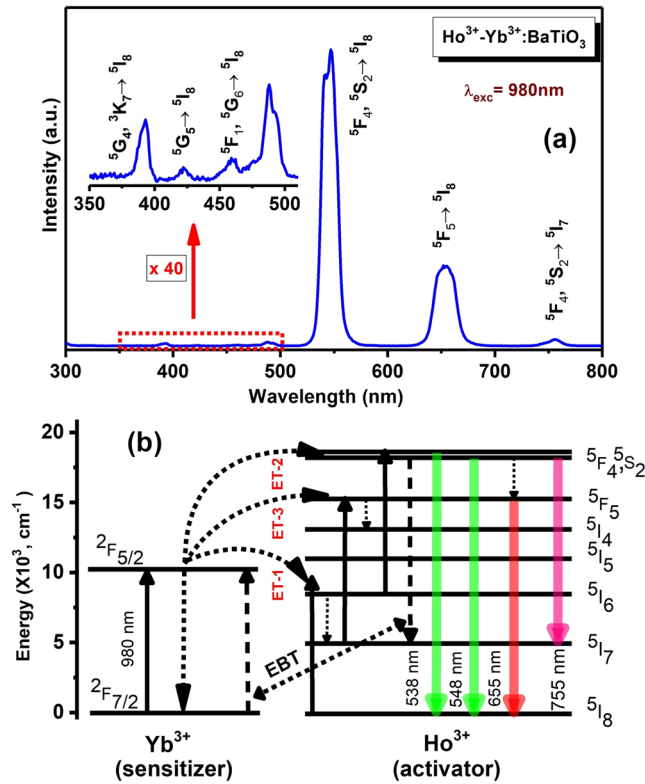 Ho³⁺-Yb³⁺:BaTiO₃
λexc= 980nm
(a)
⁵G₄, ³K₇→ ⁵I₈
⁵G₅→ ⁵I₈
⁵F₁, ⁵G₆→ ⁵I₈
⁵F₄, ⁵S₂→ ⁵I₈
⁵F₅→ ⁵I₈
⁵F₄, ⁵S₂→ ⁵I₇
350 400 450 500
x 40
Intensity (a.u.)
300 400 500 600 700 800
Wavelength (nm)
(b)
20
15
10
5
0
Energy (X10³, cm⁻¹)
²F₅/₂
²F₇/₂
980 nm
ET-2
ET-3
ET-1
EBT
538 nm
548 nm
655 nm
755 nm
⁵F₄,⁵S₂
⁵F₅
⁵I₄
⁵I₅
⁵I₆
⁵I₇
⁵I₈
Yb³⁺
(sensitizer)
Ho³⁺
(activator)